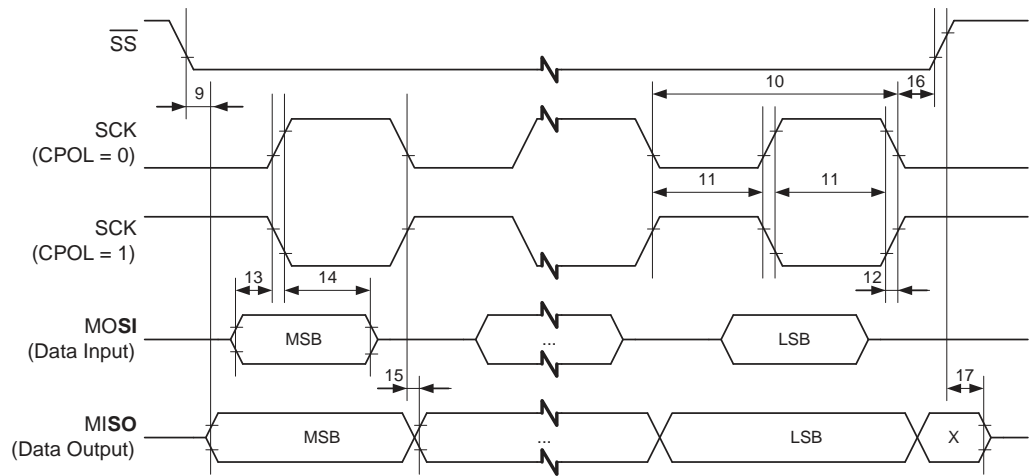 SS
10
16
9
SCK
(CPOL = 0)
11
11
SCK
(CPOL = 1)
13
14
12
MOSI
(Data Input)
MSB
...
LSB
15
17
MISO
(Data Output)
MSB
...
LSB
X